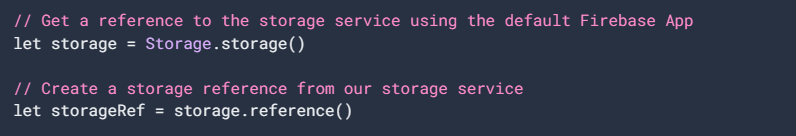 // Get a reference to the storage service using the default Firebase App
let storage = Storage.storage()
// Create a storage reference from our storage service
let storageRef = storage.reference()